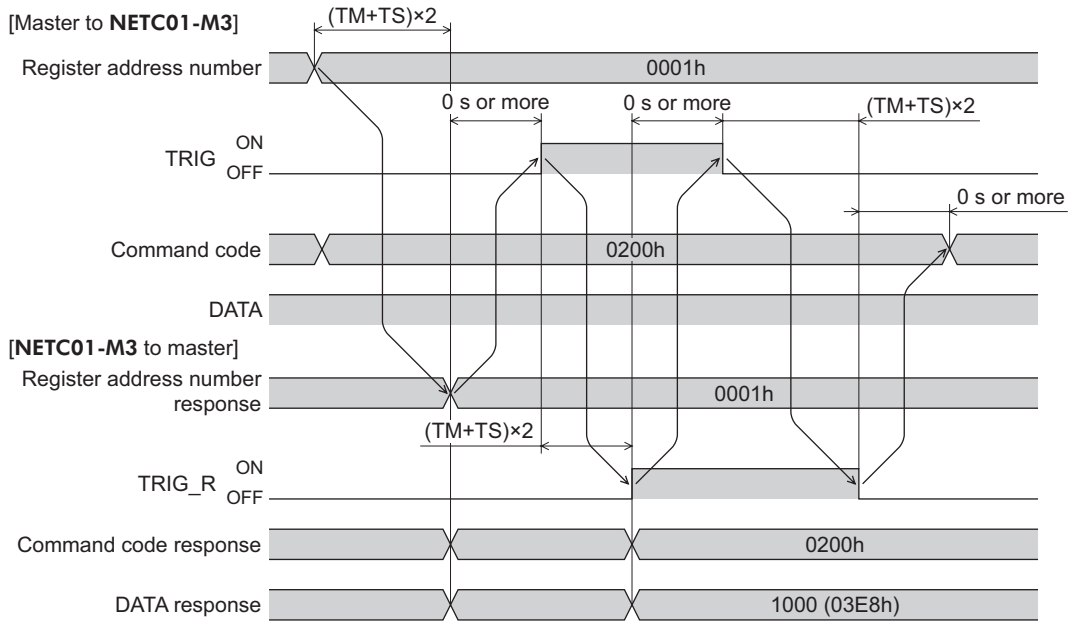 [Master to NETC01-M3]
(TM+TS)×2
Register address number
0001h
0 s or more
0 s or more
(TM+TS)×2
TRIG
ON
OFF
0 s or more
Command code
0200h
DATA
[NETC01-M3 to master]
Register address number
response
0001h
(TM+TS)×2
TRIG_R
ON
OFF
Command code response
0200h
DATA response
1000 (03E8h)